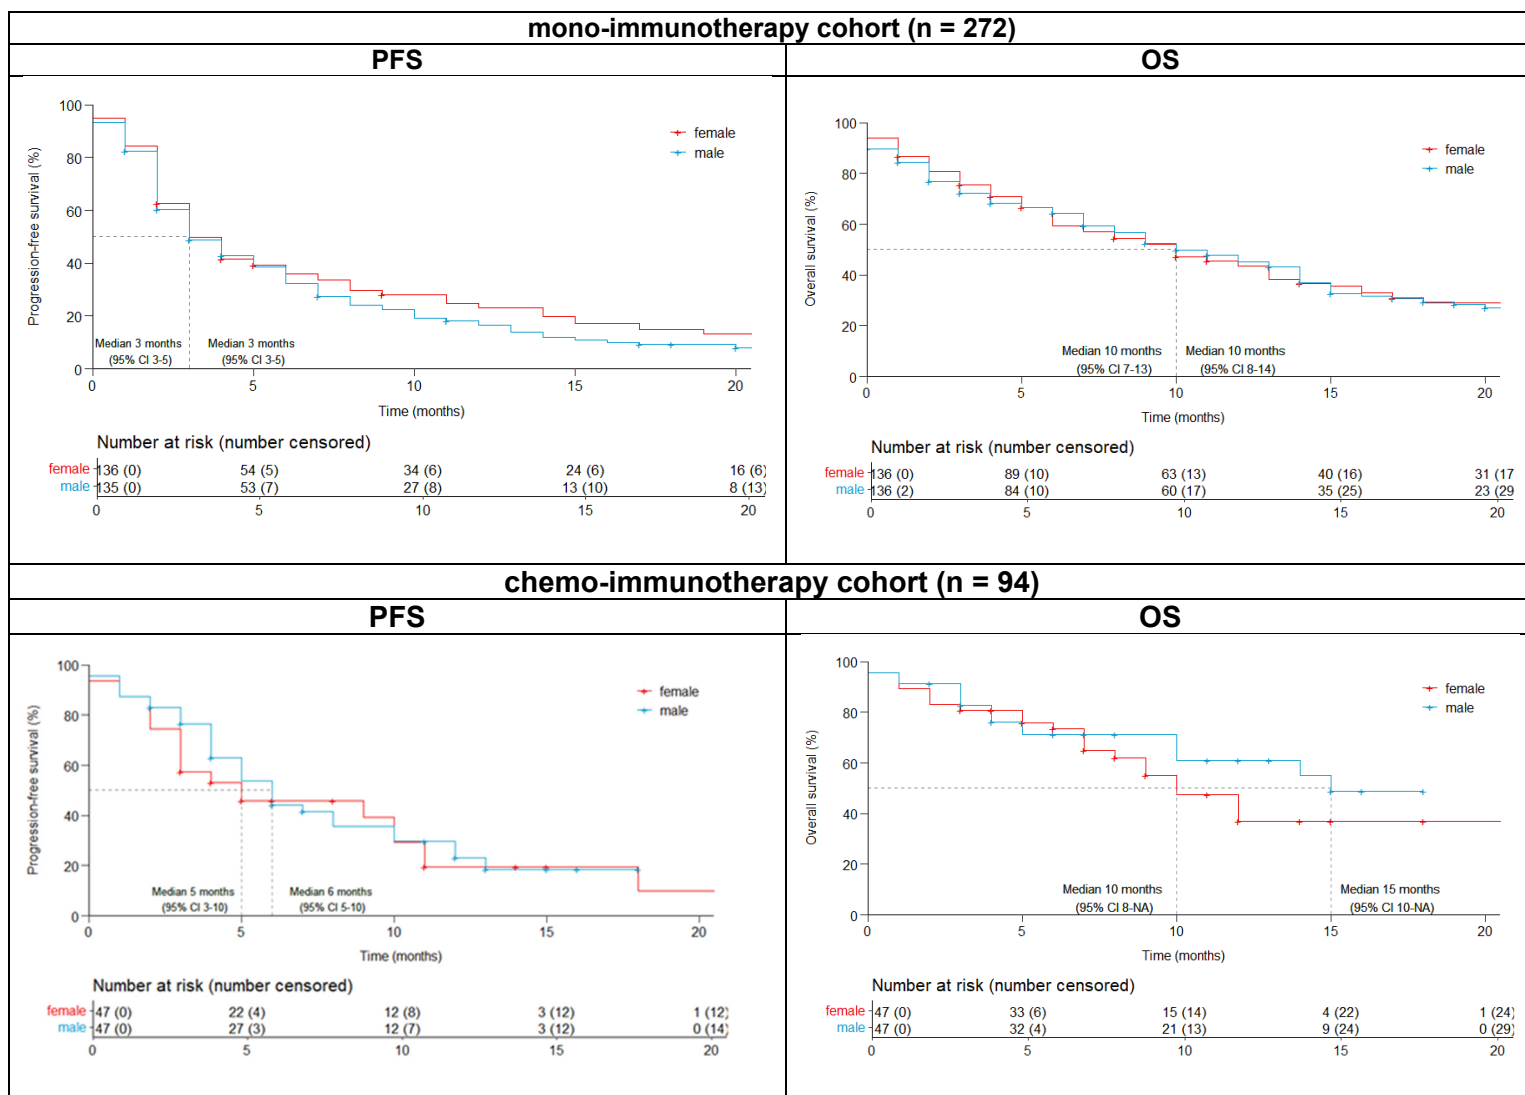 mono-immunotherapy cohort (n = 272)
PFS
OS
100
80
60
40
20
0
Progression-free survival (%)
female
male
Median 3 months
(95% CI 3-5)
Median 3 months
(95% CI 3-5)
0 5 10 15 20
Time (months)
Number at risk (number censored)
female 136 (0) 54 (5) 34 (6) 24 (6) 16 (6)
male 135 (0) 53 (7) 27 (8) 13 (10) 8 (13)
0 5 10 15 20
100
80
60
40
20
0
Overall survival (%)
female
male
Median 10 months
(95% CI 7-13)
Median 10 months
(95% CI 8-14)
0 5 10 15 20
Time (months)
Number at risk (number censored)
female 136 (0) 89 (10) 63 (13) 40 (16) 31 (17
male 136 (2) 84 (10) 60 (17) 35 (25) 23 (29
0 5 10 15 20
chemo-immunotherapy cohort (n = 94)
PFS
OS
100
80
60
40
20
0
Progression-free survival (%)
female
male
Median 5 months
(95% CI 3-10)
Median 6 months
(95% CI 5-10)
0 5 10 15 20
Time (months)
Number at risk (number censored)
female 47 (0) 22 (4) 12 (8) 3 (12) 1 (12)
male 47 (0) 27 (3) 12 (7) 3 (12) 0 (14)
0 5 10 15 20
100
80
60
40
20
0
Overall survival (%)
female
male
Median 10 months
(95% CI 8-NA)
Median 15 months
(95% CI 10-NA)
0 5 10 15 20
Time (months)
Number at risk (number censored)
female 47 (0) 33 (6) 15 (14) 4 (22) 1 (24)
male 47 (0) 32 (4) 21 (13) 9 (24) 0 (29)
0 5 10 15 20